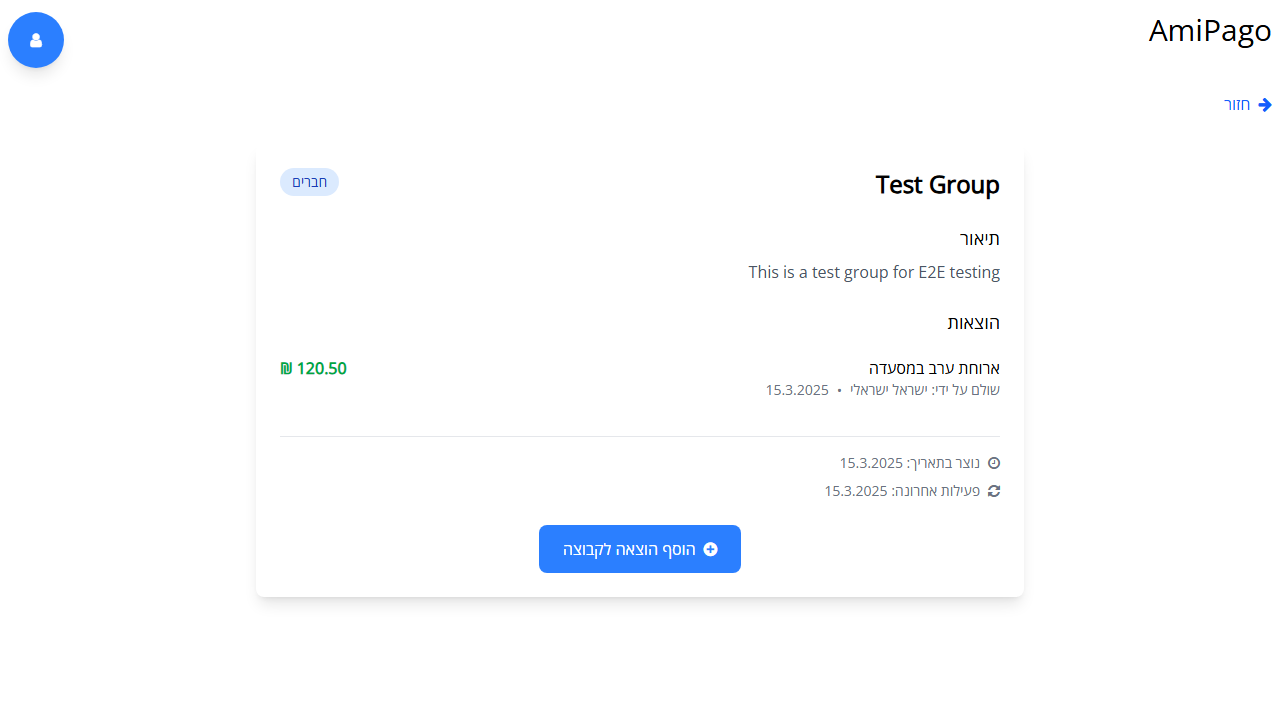 AmiPago
חזור
Test Group
חברים
תיאור
This is a test group for E2E testing
הוצאות
ארוחת ערב במסעדה
120.50 ₪
שולם על ידי: ישראל ישראלי • 15.3.2025
נוצר בתאריך: 15.3.2025
פעילות אחרונה: 15.3.2025
הוסף הוצאה לקבוצה